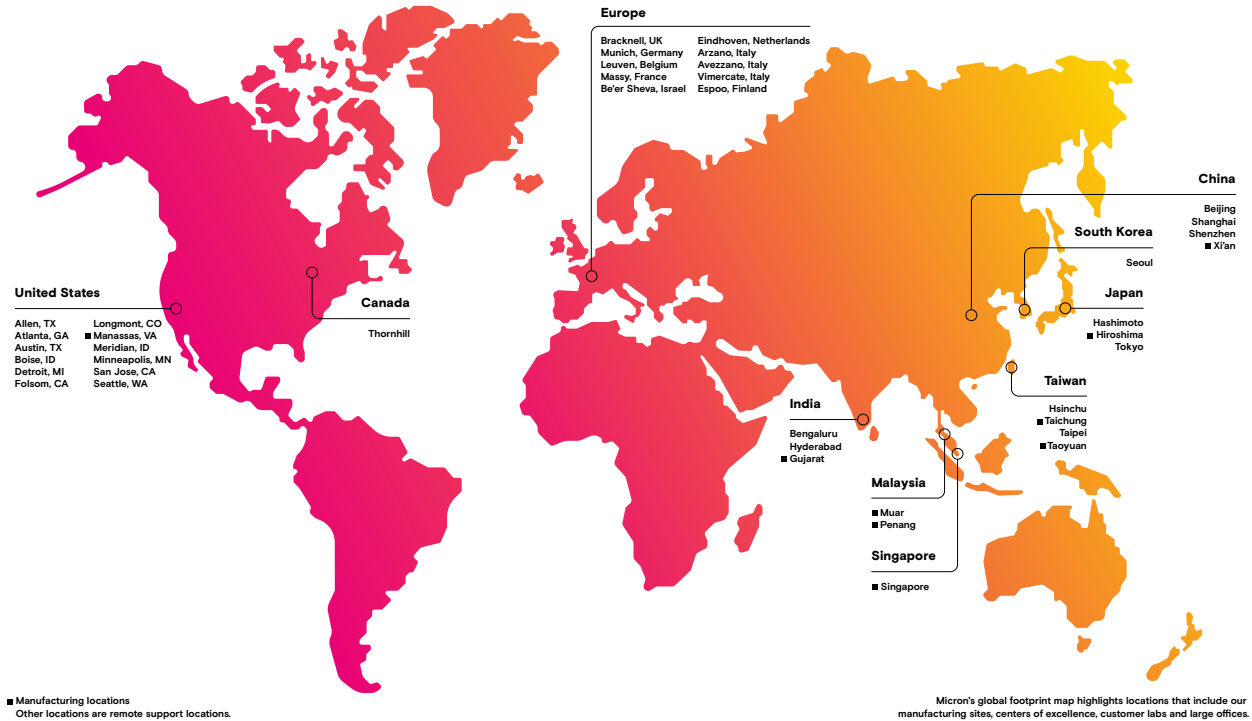 Europe
Bracknell, UK
Munich, Germany
Leuven, Belgium
Massy, France
Be'er Sheva, Israel
Eindhoven, Netherlands
Arzano, Italy
Avezzano, Italy
Vimercate, Italy
Espoo, Finland
China
Beijing
Shanghai
Shenzhen
■ Xi'an
South Korea
Seoul
Japan
Hashimoto
■ Hiroshima
Tokyo
United States
Allen, TX
Atlanta, GA
Austin, TX
Boise, ID
Detroit, MI
Folsom, CA
Longmont, CO
■ Manassas, VA
Meridian, ID
Minneapolis, MN
San Jose, CA
Seattle, WA
Canada
Thornhill
Taiwan
Hsinchu
■ Taichung
Taipei
■ Taoyuan
India
Bengaluru
Hyderabad
■ Gujarat
Malaysia
■ Muar
■ Penang
Singapore
■ Singapore
■ Manufacturing locations
Other locations are remote support locations.
Micron's global footprint map highlights locations that include our
manufacturing sites, centers of excellence, customer labs and large offices.